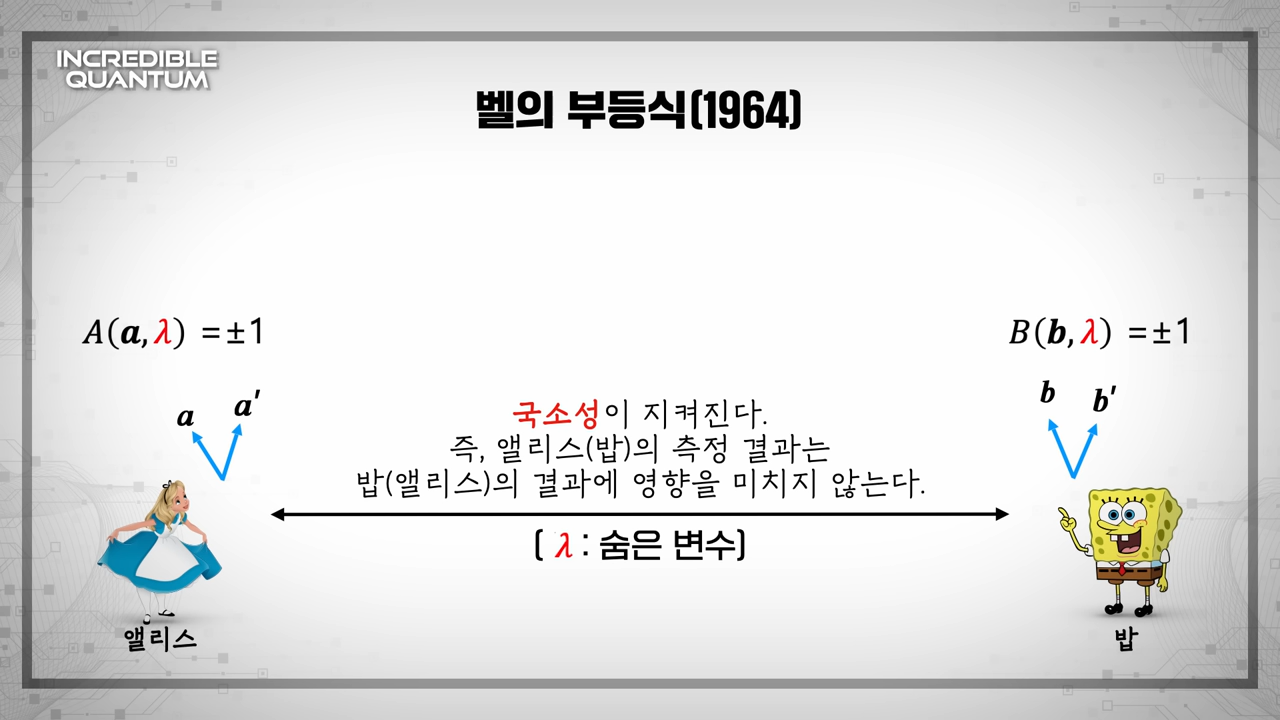 INCREDIBLE
QUANTUM
벨의 부등식(1964)
A(a, λ) = ±1
B(b, λ) = ±1
a a′
b b′
국소성이 지켜진다.
즉, 앨리스(밥)의 측정 결과는
밥(앨리스)의 결과에 영향을 미치지 않는다.
( λ : 숨은 변수)
앨리스
밥